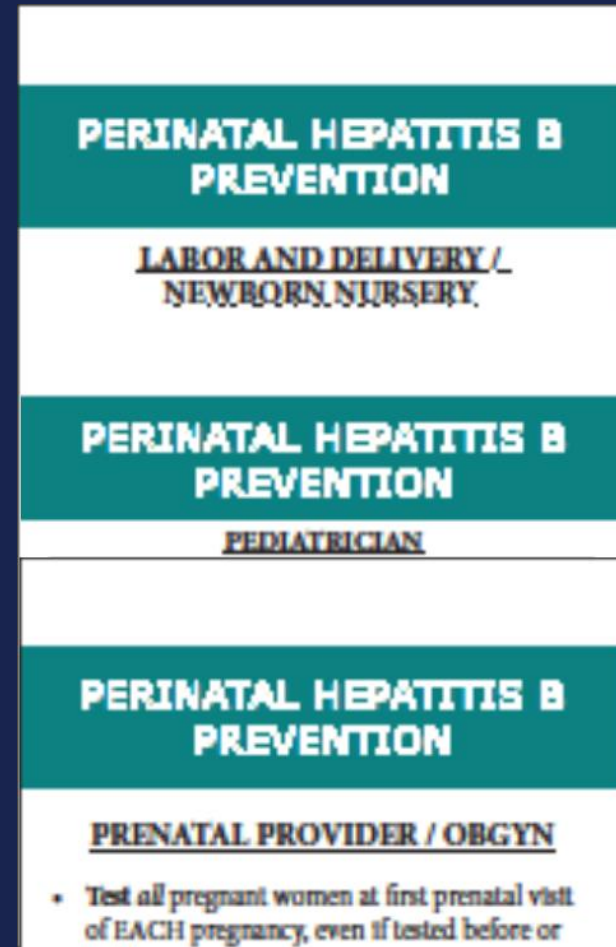 PERINATAL HEPATITIS B
PREVENTION
LABOR AND DELIVERY /
NEWBORN NURSERY
PERINATAL HEPATITIS B
PREVENTION
PEDIATRICIAN
PERINATAL HEPATITIS B
PREVENTION
PRENATAL PROVIDER / OBGYN
• Test all pregnant women at first prenatal visit
of EACH pregnancy, even if tested before or